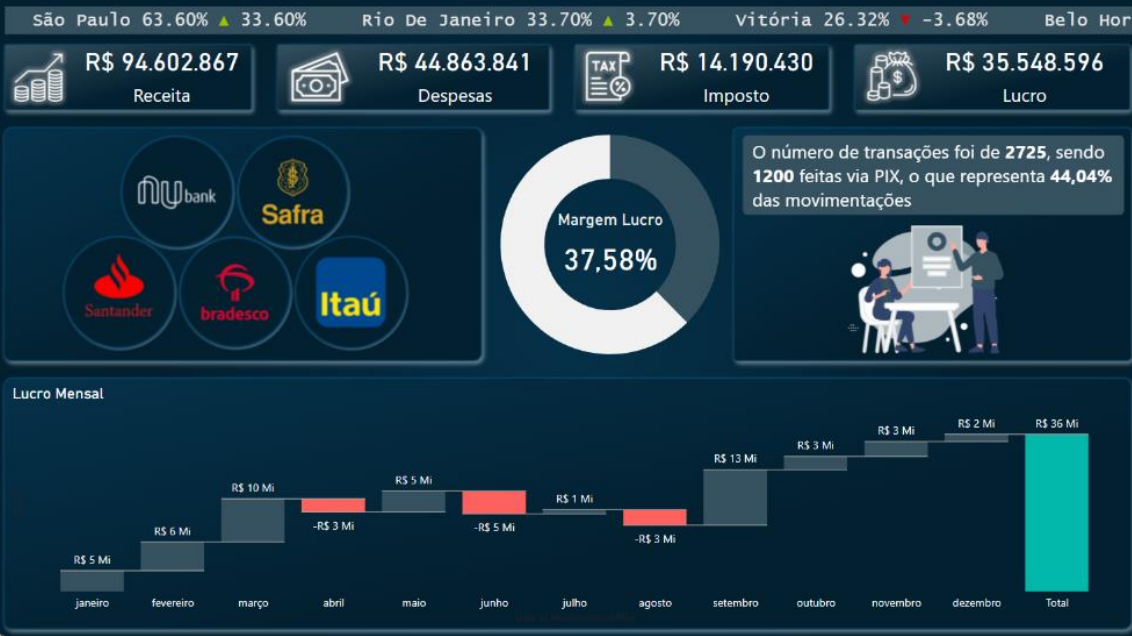 São Paulo 63.60% ▲ 33.60% Rio De Janeiro 33.70% ▲ 3.70% Vitória 26.32% ▼ -3.68% Belo Hor
R$ 94.602.867
Receita
R$ 44.863.841
Despesas
TAX
R$ 14.190.430
Imposto
R$ 35.548.596
Lucro
nubank
Safra
Santander
bradesco
Itaú
Margem Lucro
37,58%
O número de transações foi de 2725, sendo
1200 feitas via PIX, o que representa 44,04%
das movimentações
Lucro Mensal
R$ 5 Mi
R$ 6 Mi
R$ 10 Mi
-R$ 3 Mi
R$ 5 Mi
-R$ 5 Mi
R$ 1 Mi
-R$ 3 Mi
R$ 13 Mi
R$ 3 Mi
R$ 3 Mi
R$ 2 Mi
R$ 36 Mi
janeiro fevereiro março abril maio junho julho agosto setembro outubro novembro dezembro Total